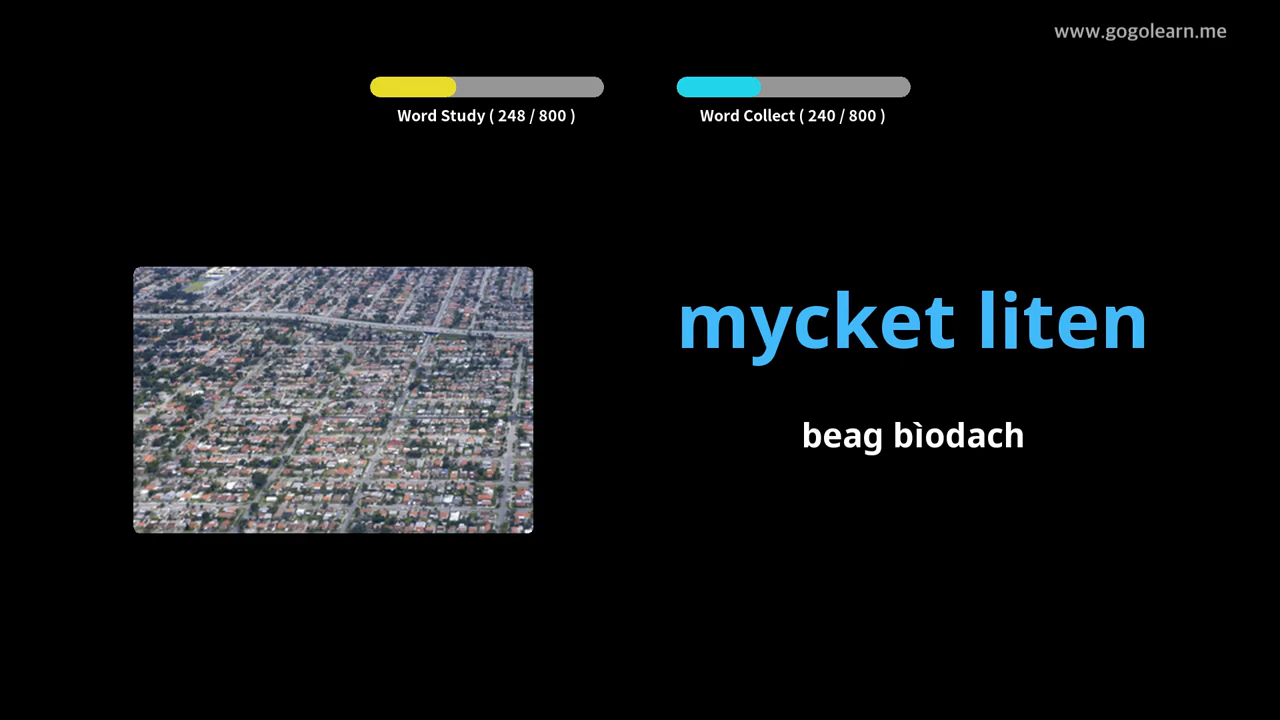 www.gogolearn.me
Word Study ( 248 / 800 )
Word Collect ( 240 / 800 )
mycket liten
beag bìodach